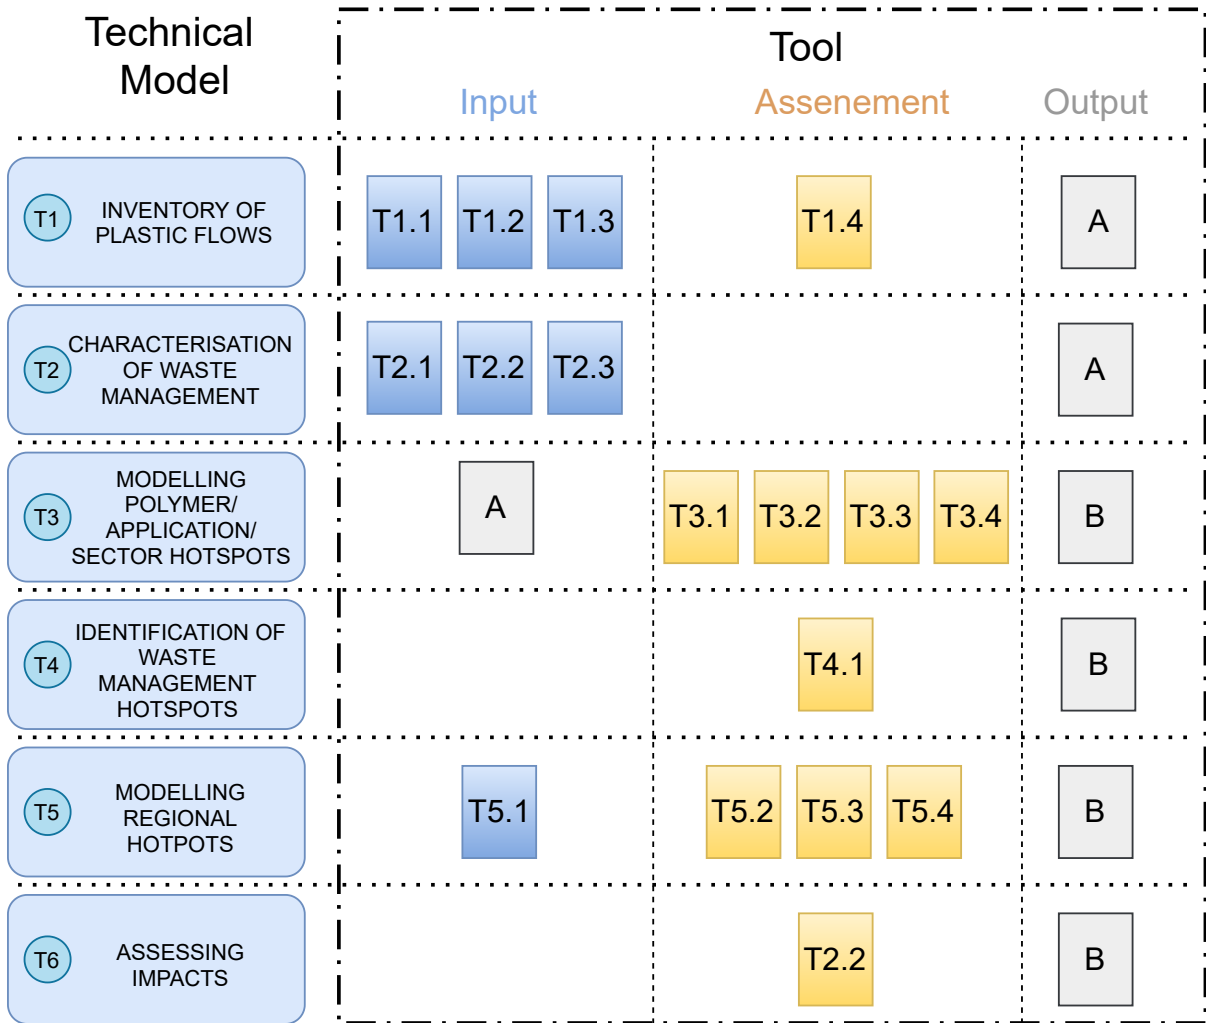 Technical
Model
Tool
Input
Assenement
Output
T1
INVENTORY OF
PLASTIC FLOWS
T1.1
T1.2
T1.3
T1.4
A
T2
CHARACTERISATION
OF WASTE
MANAGEMENT
T2.1
T2.2
T2.3
A
T3
MODELLING
POLYMER/
APPLICATION/
SECTOR HOTSPOTS
A
T3.1
T3.2
T3.3
T3.4
B
T4
IDENTIFICATION OF
WASTE
MANAGEMENT
HOTSPOTS
T4.1
B
T5
MODELLING
REGIONAL
HOTPOTS
T5.1
T5.2
T5.3
T5.4
B
T6
ASSESSING
IMPACTS
T2.2
B